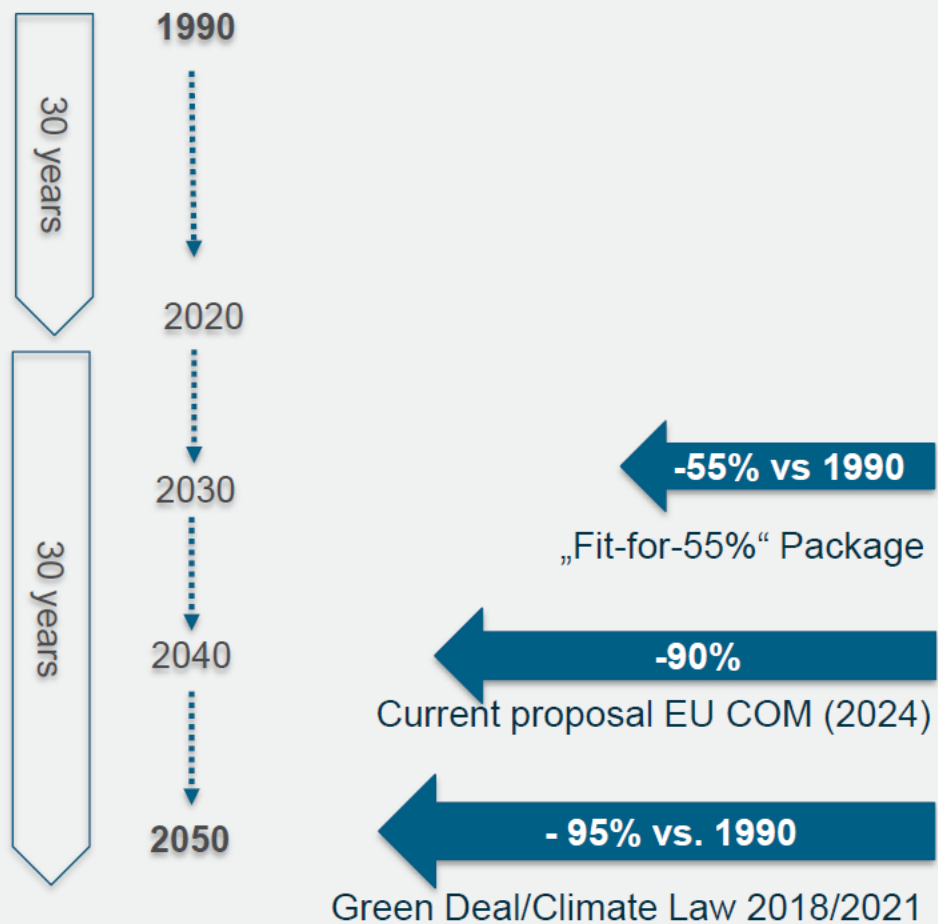 1990
30 years
2020
2030
-55% vs 1990
„Fit-for-55%“ Package
30 years
2040
-90%
Current proposal EU COM (2024)
2050
- 95% vs. 1990
Green Deal/Climate Law 2018/2021